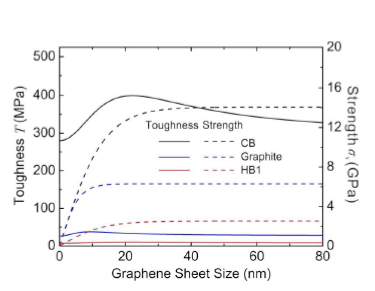 500
400
300
200
100
0
Toughness T (MPa)
20
16
12
8
4
0
Strength σs (GPa)
Toughness Strength
CB
Graphite
HB1
0 20 40 60 80
Graphene Sheet Size (nm)